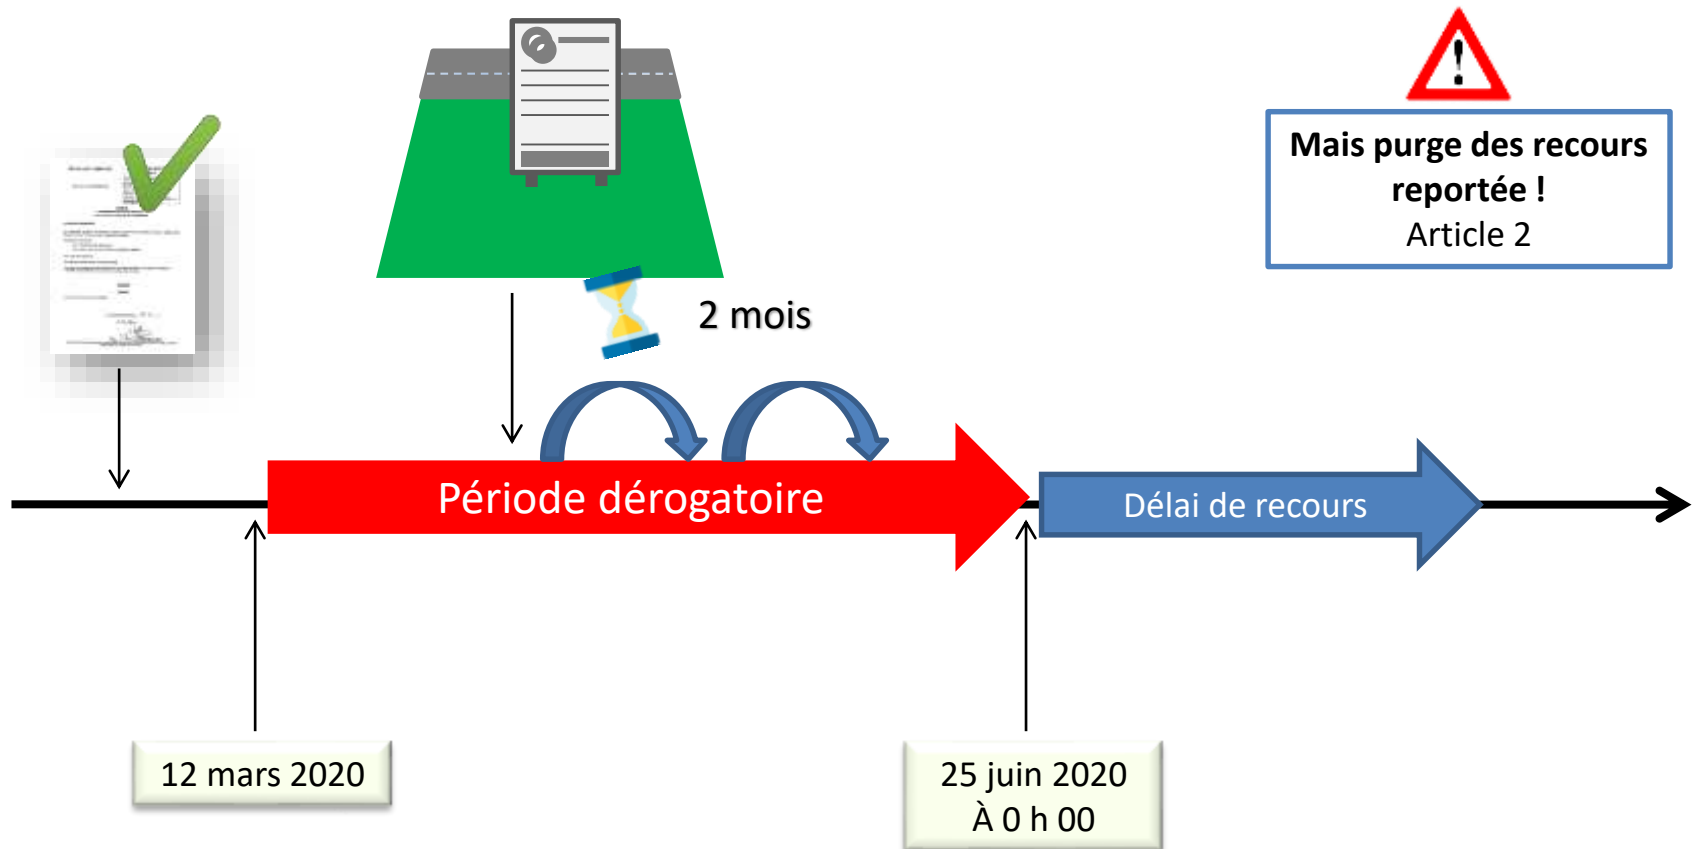 Mais purge des recours
reportée !
Article 2
2 mois
Période dérogatoire
Délai de recours
12 mars 2020
25 juin 2020
À 0 h 00